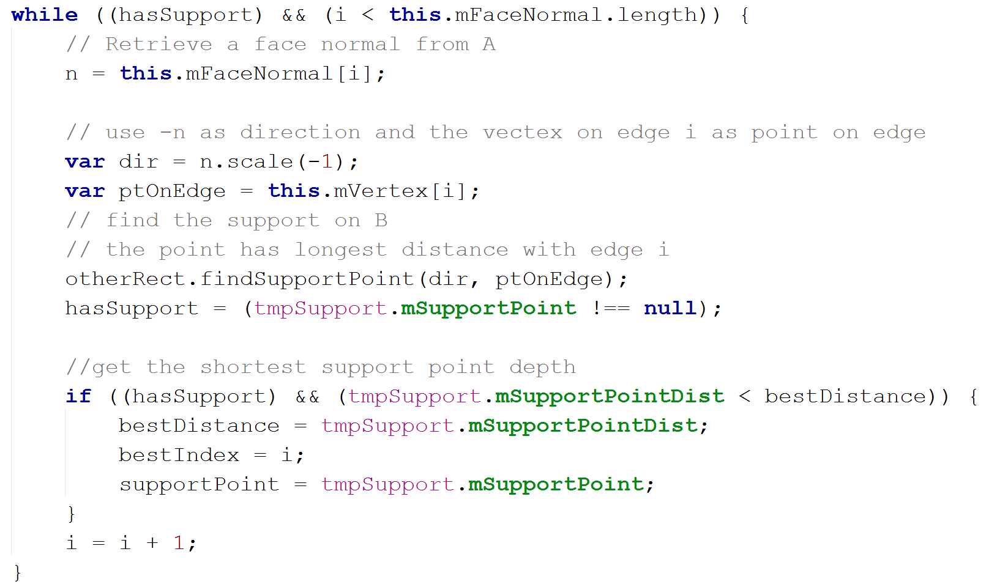 while ((hasSupport) && (i < this.mFaceNormal.length)) {
// Retrieve a face normal from A
n = this.mFaceNormal[i];
// use -n as direction and the vectex on edge i as point on edge
var dir = n.scale(-1);
var ptOnEdge = this.mVertex[i];
// find the support on B
// the point has longest distance with edge i
otherRect.findSupportPoint(dir, ptOnEdge);
hasSupport = (tmpSupport.mSupportPoint !== null);
//get the shortest support point depth
if ((hasSupport) && (tmpSupport.mSupportPointDist < bestDistance)) {
bestDistance = tmpSupport.mSupportPointDist;
bestIndex = i;
supportPoint = tmpSupport.mSupportPoint;
}
i = i + 1;
}